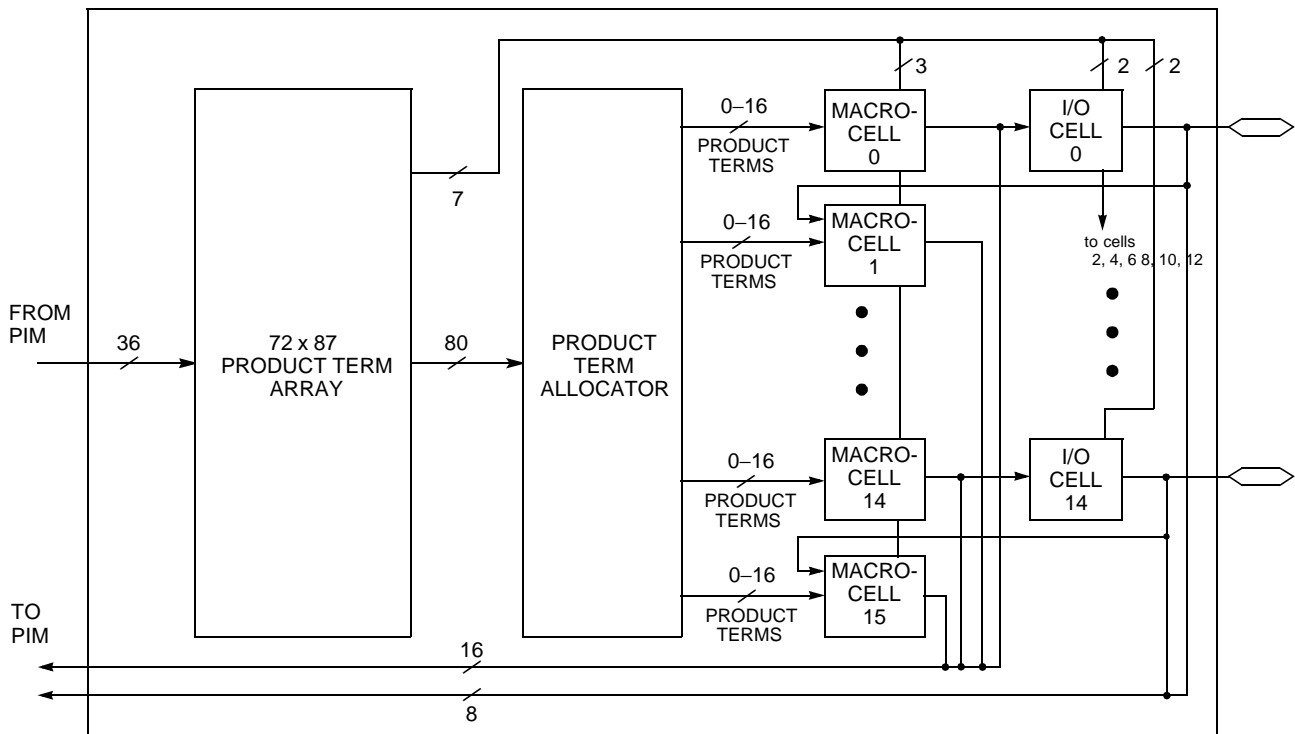 3
2
2
0–16
PRODUCT
TERMS
MACRO-
CELL
0
I/O
CELL
0
7
0–16
PRODUCT
TERMS
MACRO-
CELL
1
to cells
2, 4, 6 8, 10, 12
FROM
PIM
36
72 x 87
PRODUCT TERM
ARRAY
80
PRODUCT
TERM
ALLOCATOR
0–16
PRODUCT
TERMS
MACRO-
CELL
14
I/O
CELL
14
0–16
PRODUCT
TERMS
MACRO-
CELL
15
TO
PIM
16
8